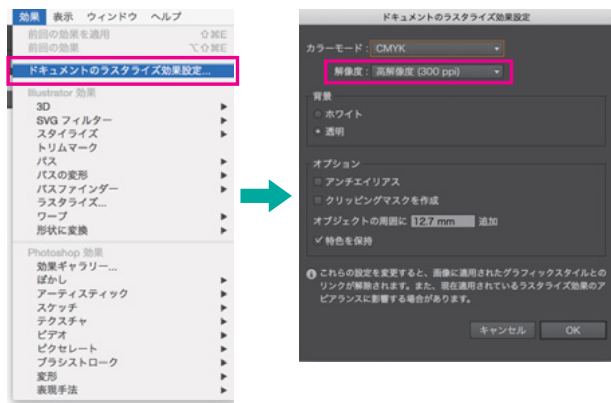 効果 表示 ウィンドウ ヘルプ
前回の効果を適用 ⇧⌘E
前回の効果 ⌥⇧⌘E
ドキュメントのラスタライズ効果設定...
Illustrator 効果
3D
SVG フィルター
スタイライズ
トリムマーク
パス
パスの変形
パスファインダー
ラスタライズ...
ワープ
形状に変換
Photoshop 効果
効果ギャラリー...
ぼかし
アーティスティック
スケッチ
テクスチャ
ビデオ
ピクセレート
ブラシストローク
変形
表現手法
ドキュメントのラスタライズ効果設定
カラーモード : CMYK
解像度 : 高解像度 (300 ppi)
背景
ホワイト
透明
オプション
アンチエイリアス
クリッピングマスクを作成
オブジェクトの周囲に 12.7 mm 追加
特色を保持
これらの設定を変更すると、画像に適用されたグラフィックスタイルとの
リンクが解除されます。また、現在適用されているラスタライズ効果のア
ピアランスに影響する場合があります。
キャンセル OK